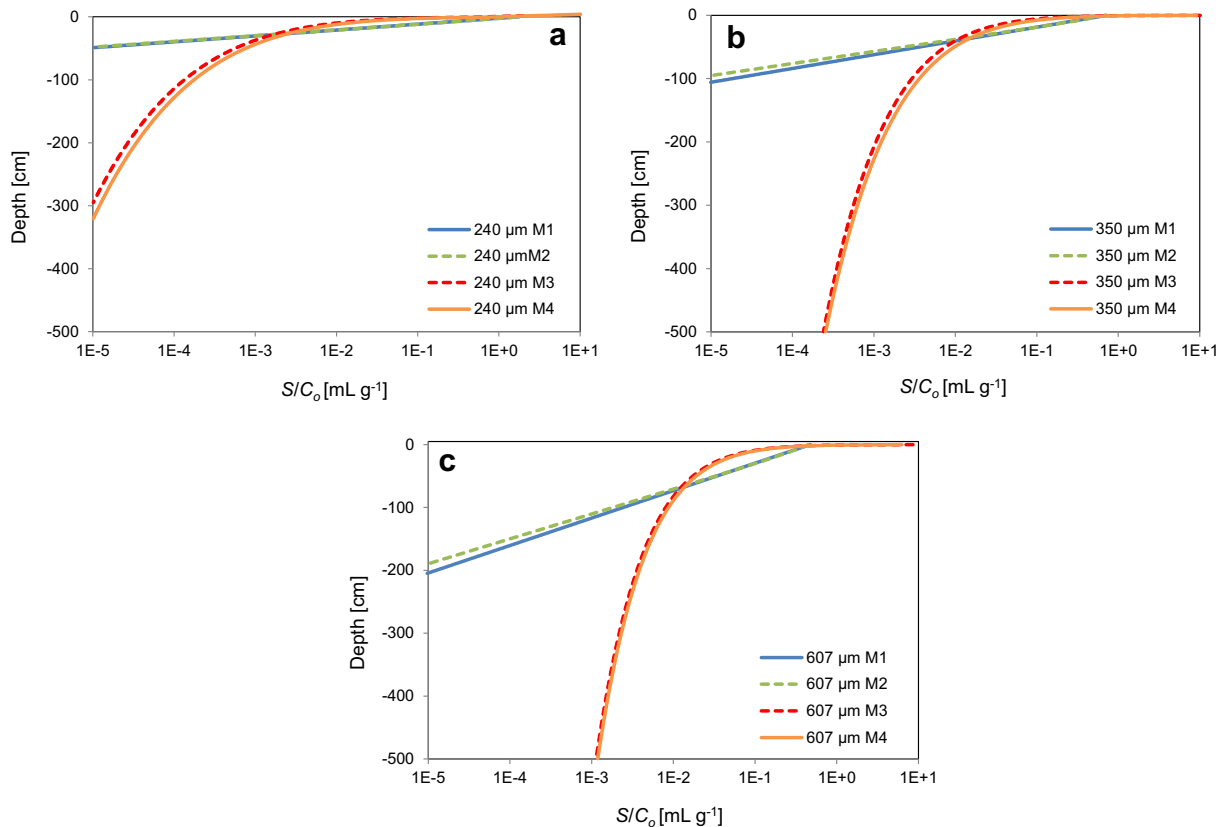 a
0
-100
-200
-300
-400
-500
Depth [cm]
1E-5 1E-4 1E-3 1E-2 1E-1 1E+0 1E+1
S/Co [mL g-1]
240 µm M1
240 µmM2
240 µm M3
240 µm M4
b
0
-100
-200
-300
-400
-500
Depth [cm]
1E-5 1E-4 1E-3 1E-2 1E-1 1E+0 1E+1
S/Co [mL g-1]
350 µm M1
350 µm M2
350 µm M3
350 µm M4
c
0
-100
-200
-300
-400
-500
Depth [cm]
1E-5 1E-4 1E-3 1E-2 1E-1 1E+0 1E+1
S/Co [mL g-1]
607 µm M1
607 µm M2
607 µm M3
607 µm M4